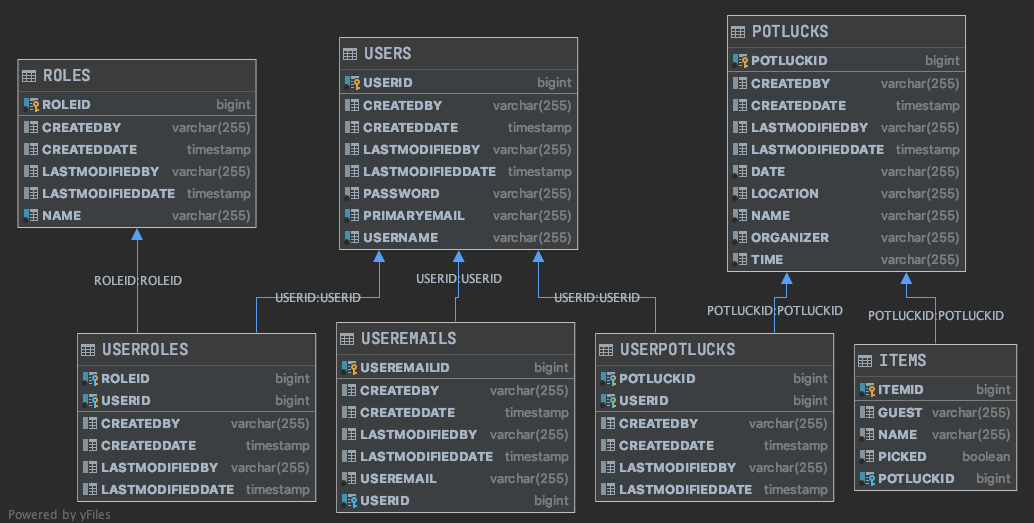 ROLES
ROLEID bigint
CREATEDBY varchar(255)
CREATEDDATE timestamp
LASTMODIFIEDBY varchar(255)
LASTMODIFIEDDATE timestamp
NAME varchar(255)
USERS
USERID bigint
CREATEDBY varchar(255)
CREATEDDATE timestamp
LASTMODIFIEDBY varchar(255)
LASTMODIFIEDDATE timestamp
PASSWORD varchar(255)
PRIMARYEMAIL varchar(255)
USERNAME varchar(255)
POTLUCKS
POTLUCKID bigint
CREATEDBY varchar(255)
CREATEDDATE timestamp
LASTMODIFIEDBY varchar(255)
LASTMODIFIEDDATE timestamp
DATE varchar(255)
LOCATION varchar(255)
NAME varchar(255)
ORGANIZER varchar(255)
TIME varchar(255)
ROLEID:ROLEID
USERID:USERID
USERID:USERID
USERID:USERID
POTLUCKID:POTLUCKID
POTLUCKID:POTLUCKID
USERROLES
ROLEID bigint
USERID bigint
CREATEDBY varchar(255)
CREATEDDATE timestamp
LASTMODIFIEDBY varchar(255)
LASTMODIFIEDDATE timestamp
USEREMAILS
USEREMAILID bigint
CREATEDBY varchar(255)
CREATEDDATE timestamp
LASTMODIFIEDBY varchar(255)
LASTMODIFIEDDATE timestamp
USEREMAIL varchar(255)
USERID bigint
USERPOTLUCKS
POTLUCKID bigint
USERID bigint
CREATEDBY varchar(255)
CREATEDDATE timestamp
LASTMODIFIEDBY varchar(255)
LASTMODIFIEDDATE timestamp
ITEMS
ITEMID bigint
GUEST varchar(255)
NAME varchar(255)
PICKED boolean
POTLUCKID bigint
Powered by yFiles